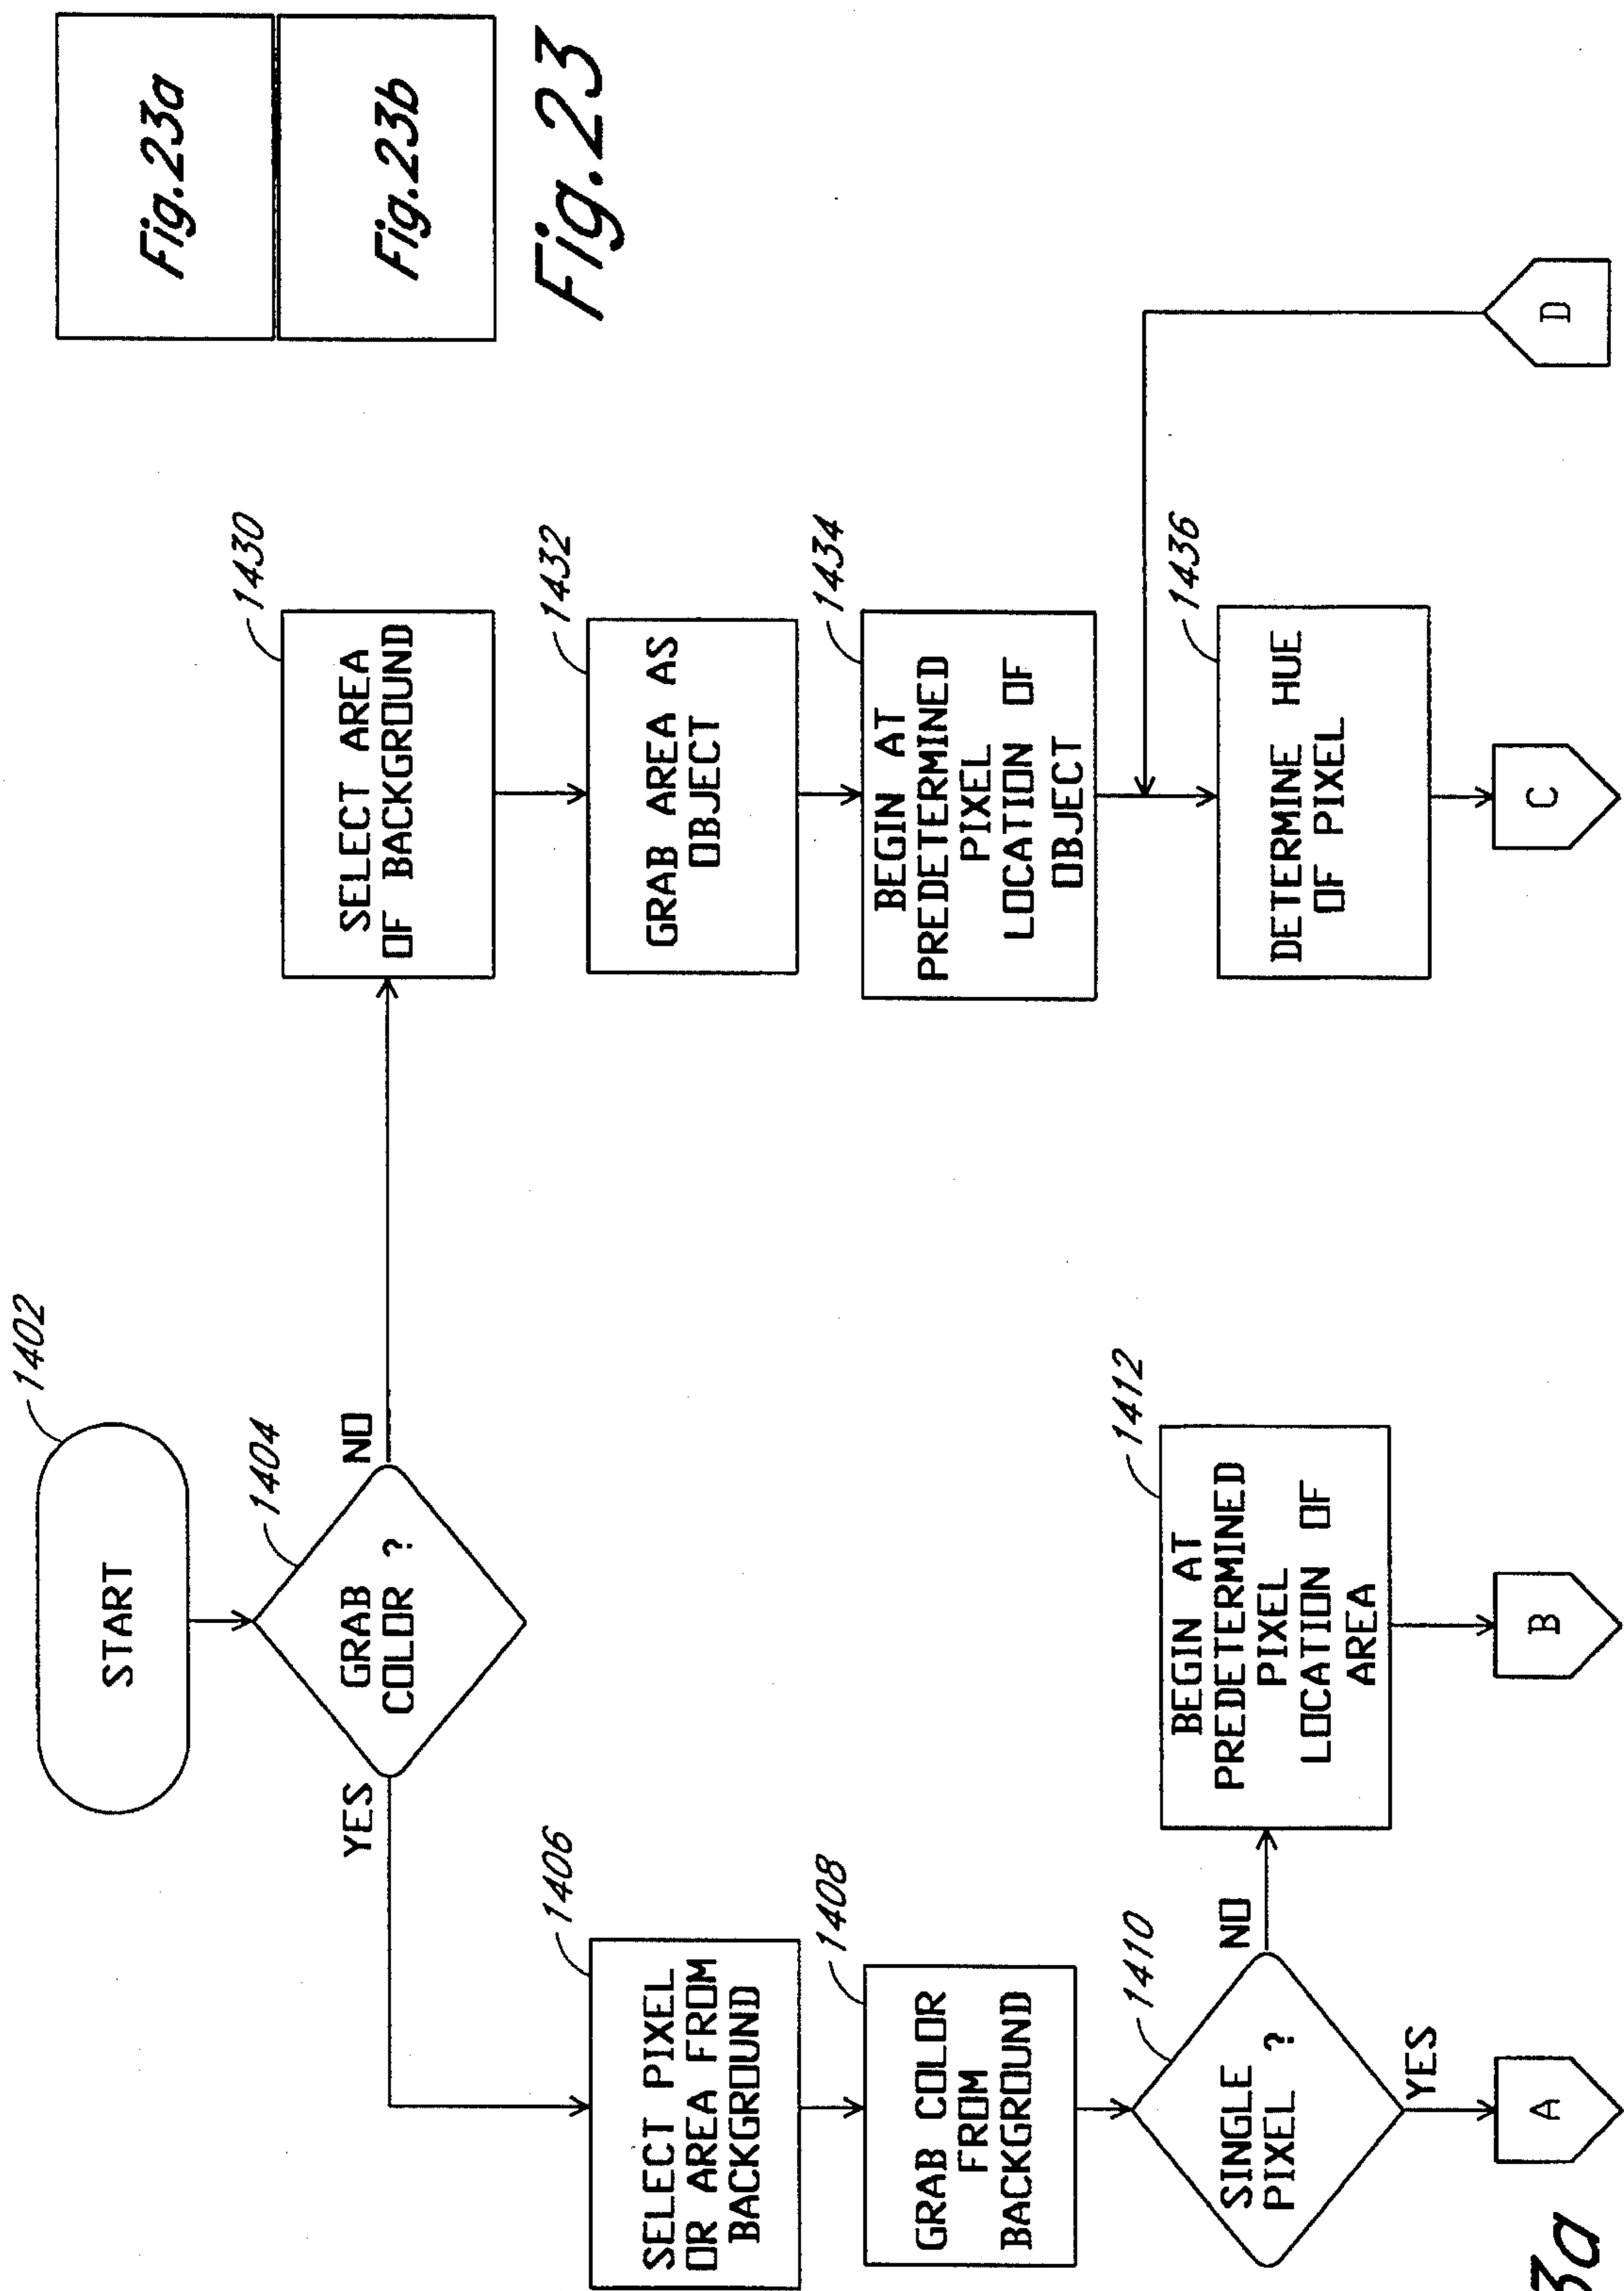 1402
START
1404
GRAB
COLOR ?
YES
NO
1406
SELECT PIXEL
OR AREA FROM
BACKGROUND
1408
GRAB COLOR
FROM
BACKGROUND
1410
SINGLE
PIXEL ?
NO
YES
A
1412
BEGIN AT
PREDETERMINED
PIXEL
LOCATION OF
AREA
B
1430
SELECT AREA
OF BACKGROUND
1432
GRAB AREA AS
OBJECT
1434
BEGIN AT
PREDETERMINED
PIXEL
LOCATION OF
OBJECT
1436
DETERMINE HUE
OF PIXEL
C
D
Fig.23a
Fig.23b
Fig.23
3a